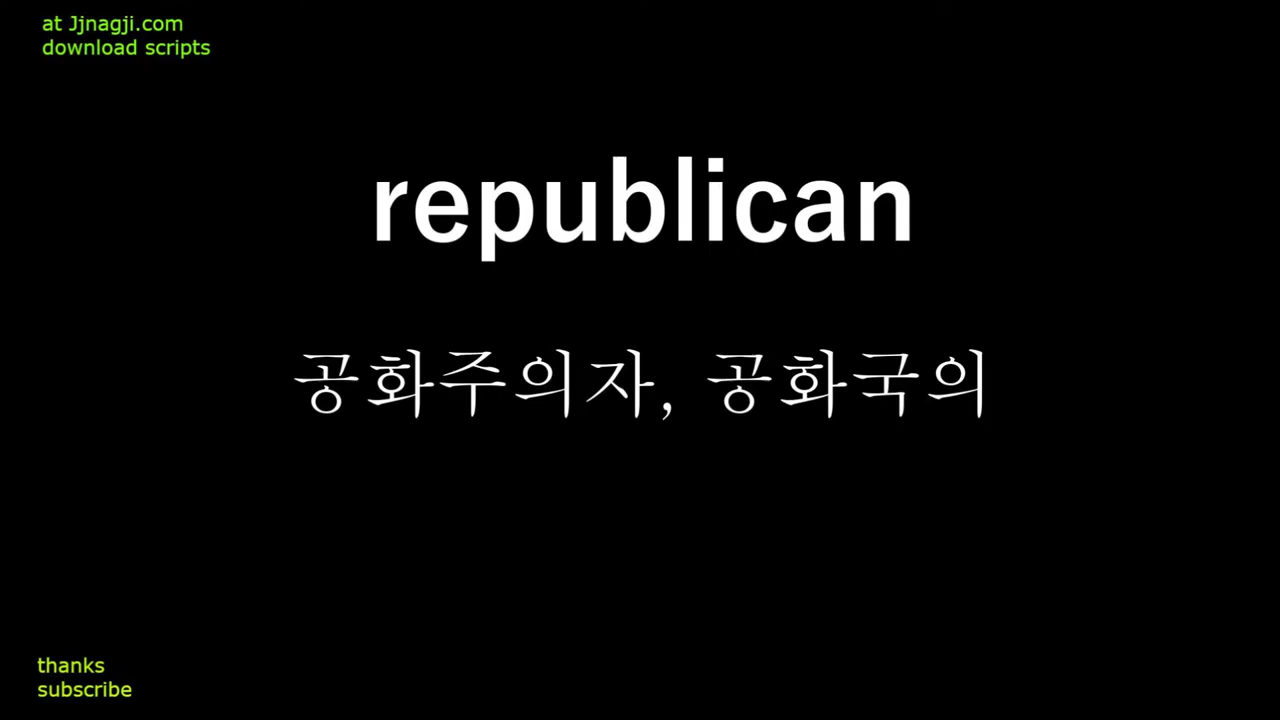 at Jjnagji.com
download scripts
republican
공화주의자, 공화국의
thanks
subscribe